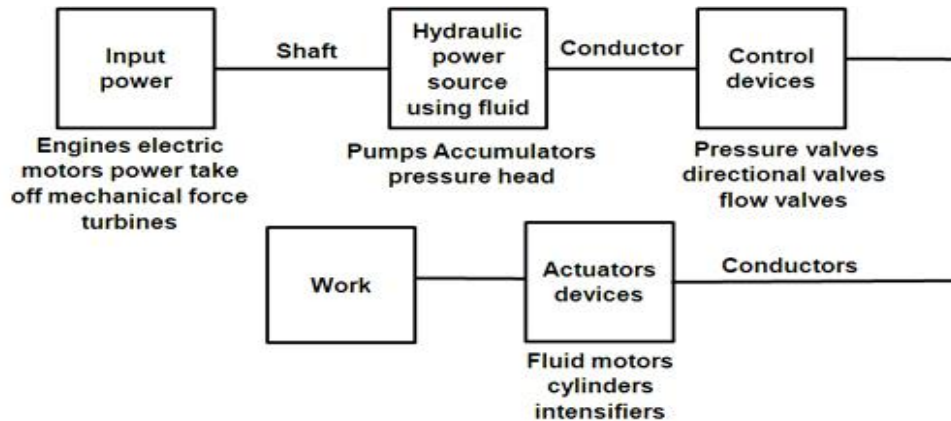 Input
power
Shaft
Hydraulic
power
source
using fluid
Conductor
Control
devices
Engines electric
motors power take
off mechanical force
turbines
Pumps Accumulators
pressure head
Pressure valves
directional valves
flow valves
Work
Actuators
devices
Conductors
Fluid motors
cylinders
intensifiers